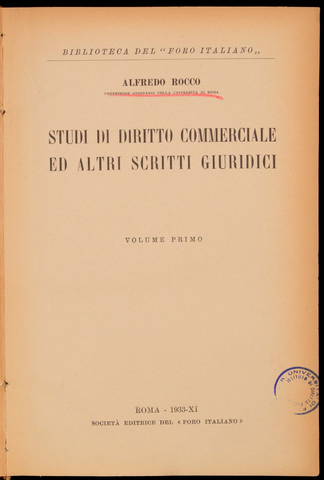 BIBLIOTECA DEL "FORO ITALIANO„
ALFREDO ROCCO
PROFESSORE ORDINARIO DELLA UNIVERSITÀ DI ROMA
STUDI DI DIRITTO COMMERCIALE
ED ALTRI SCRITTI GIURIDICI
VOLUME PRIMO
ROMA - 1933-XI
SOCIETÀ EDITRICE DEL « FORO ITALIANO »